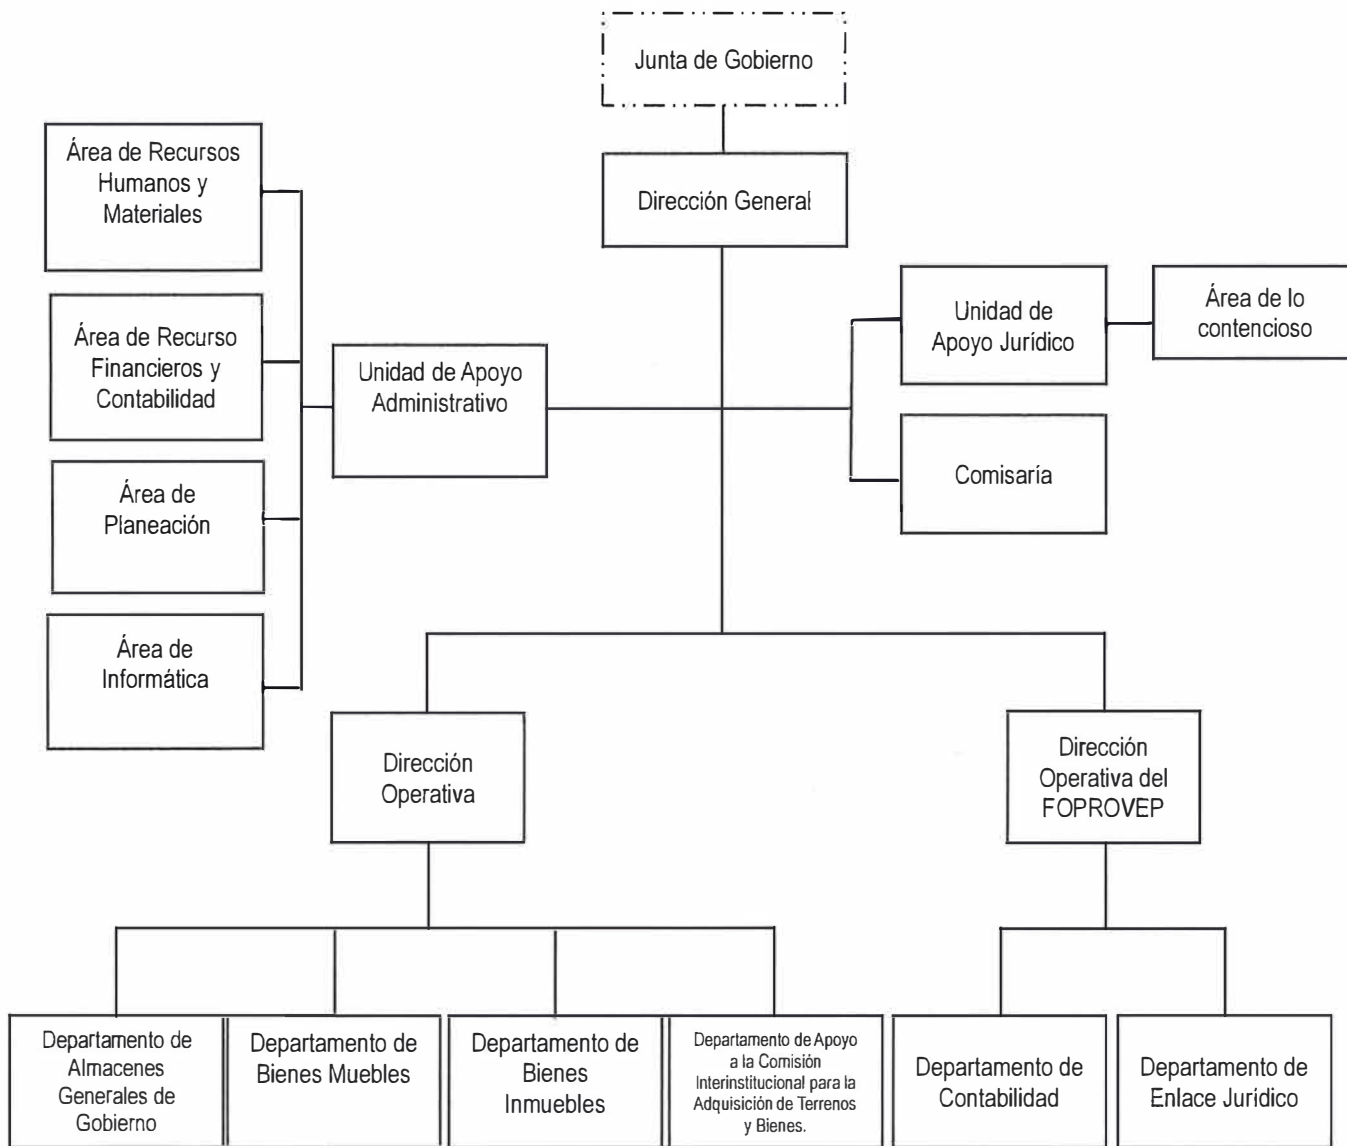 Junta de Gobierno
Dirección General
Área de Recursos
Humanos y
Materiales
Área de Recurso
Financieros y
Contabilidad
Área de
Planeación
Área de
Informática
Unidad de Apoyo
Administrativo
Unidad de
Apoyo Jurídico
Área de lo
contencioso
Comisaría
Dirección
Operativa
Dirección
Operativa del
FOPROVEP
Departamento de
Almacenes
Generales de
Gobierno
Departamento de
Bienes Muebles
Departamento de
Bienes
Inmuebles
Departamento de Apoyo
a la Comisión
Interinstitucional para la
Adquisición de Terrenos
y Bienes.
Departamento de
Contabilidad
Departamento de
Enlace Jurídico